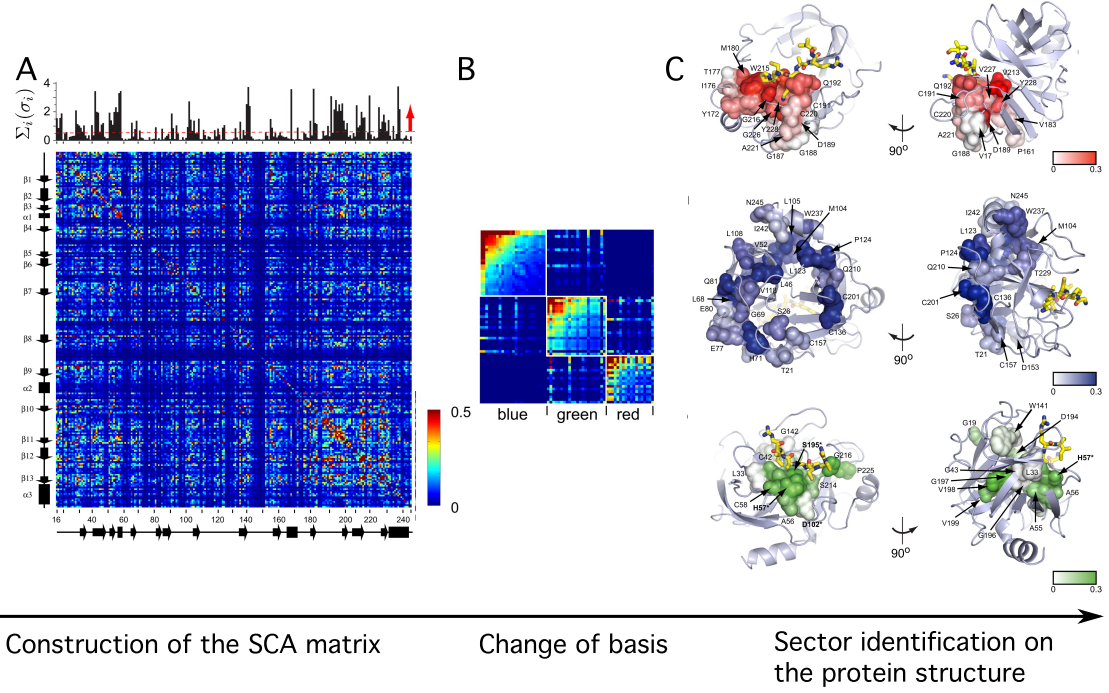 A
B
C
Σi(σi)
4
2
0
β1
β2
β3
α1
β4
β5
β6
β7
β8
β9
α2
β10
β11
β12
β13
α3
16 40 60 80 100 120 140 160 180 200 220 240
0.5
0
blue green red
M180
T177
W215
I176
Q192
Y172
C191
G216
C220
G226
Y228
A221
D189
G187
G188
90º
V227
Q192
Y228
C191
C220
V183
A221
G188
D189
P161
V17
0 0.3
N245
L105
W237
M104
I242
L108
P124
V52
L123
Q210
Q81
L46
V118
L68
C201
E80
G69
S26
C136
E77
H71
C157
T21
90º
N245
I242
W237
L123
M104
P124
Q210
T229
C201
C136
S26
T21
C157
D153
0 0.3
G142
S195*
C42
G216
L33
G43
P225
S214
C58
H57*
A56
D102*
90º
W141
G19
D194
H57*
G43
L33
G197
V198
A56
V199
A55
G196
0 0.3
Construction of the SCA matrix
Change of basis
Sector identification on
the protein structure